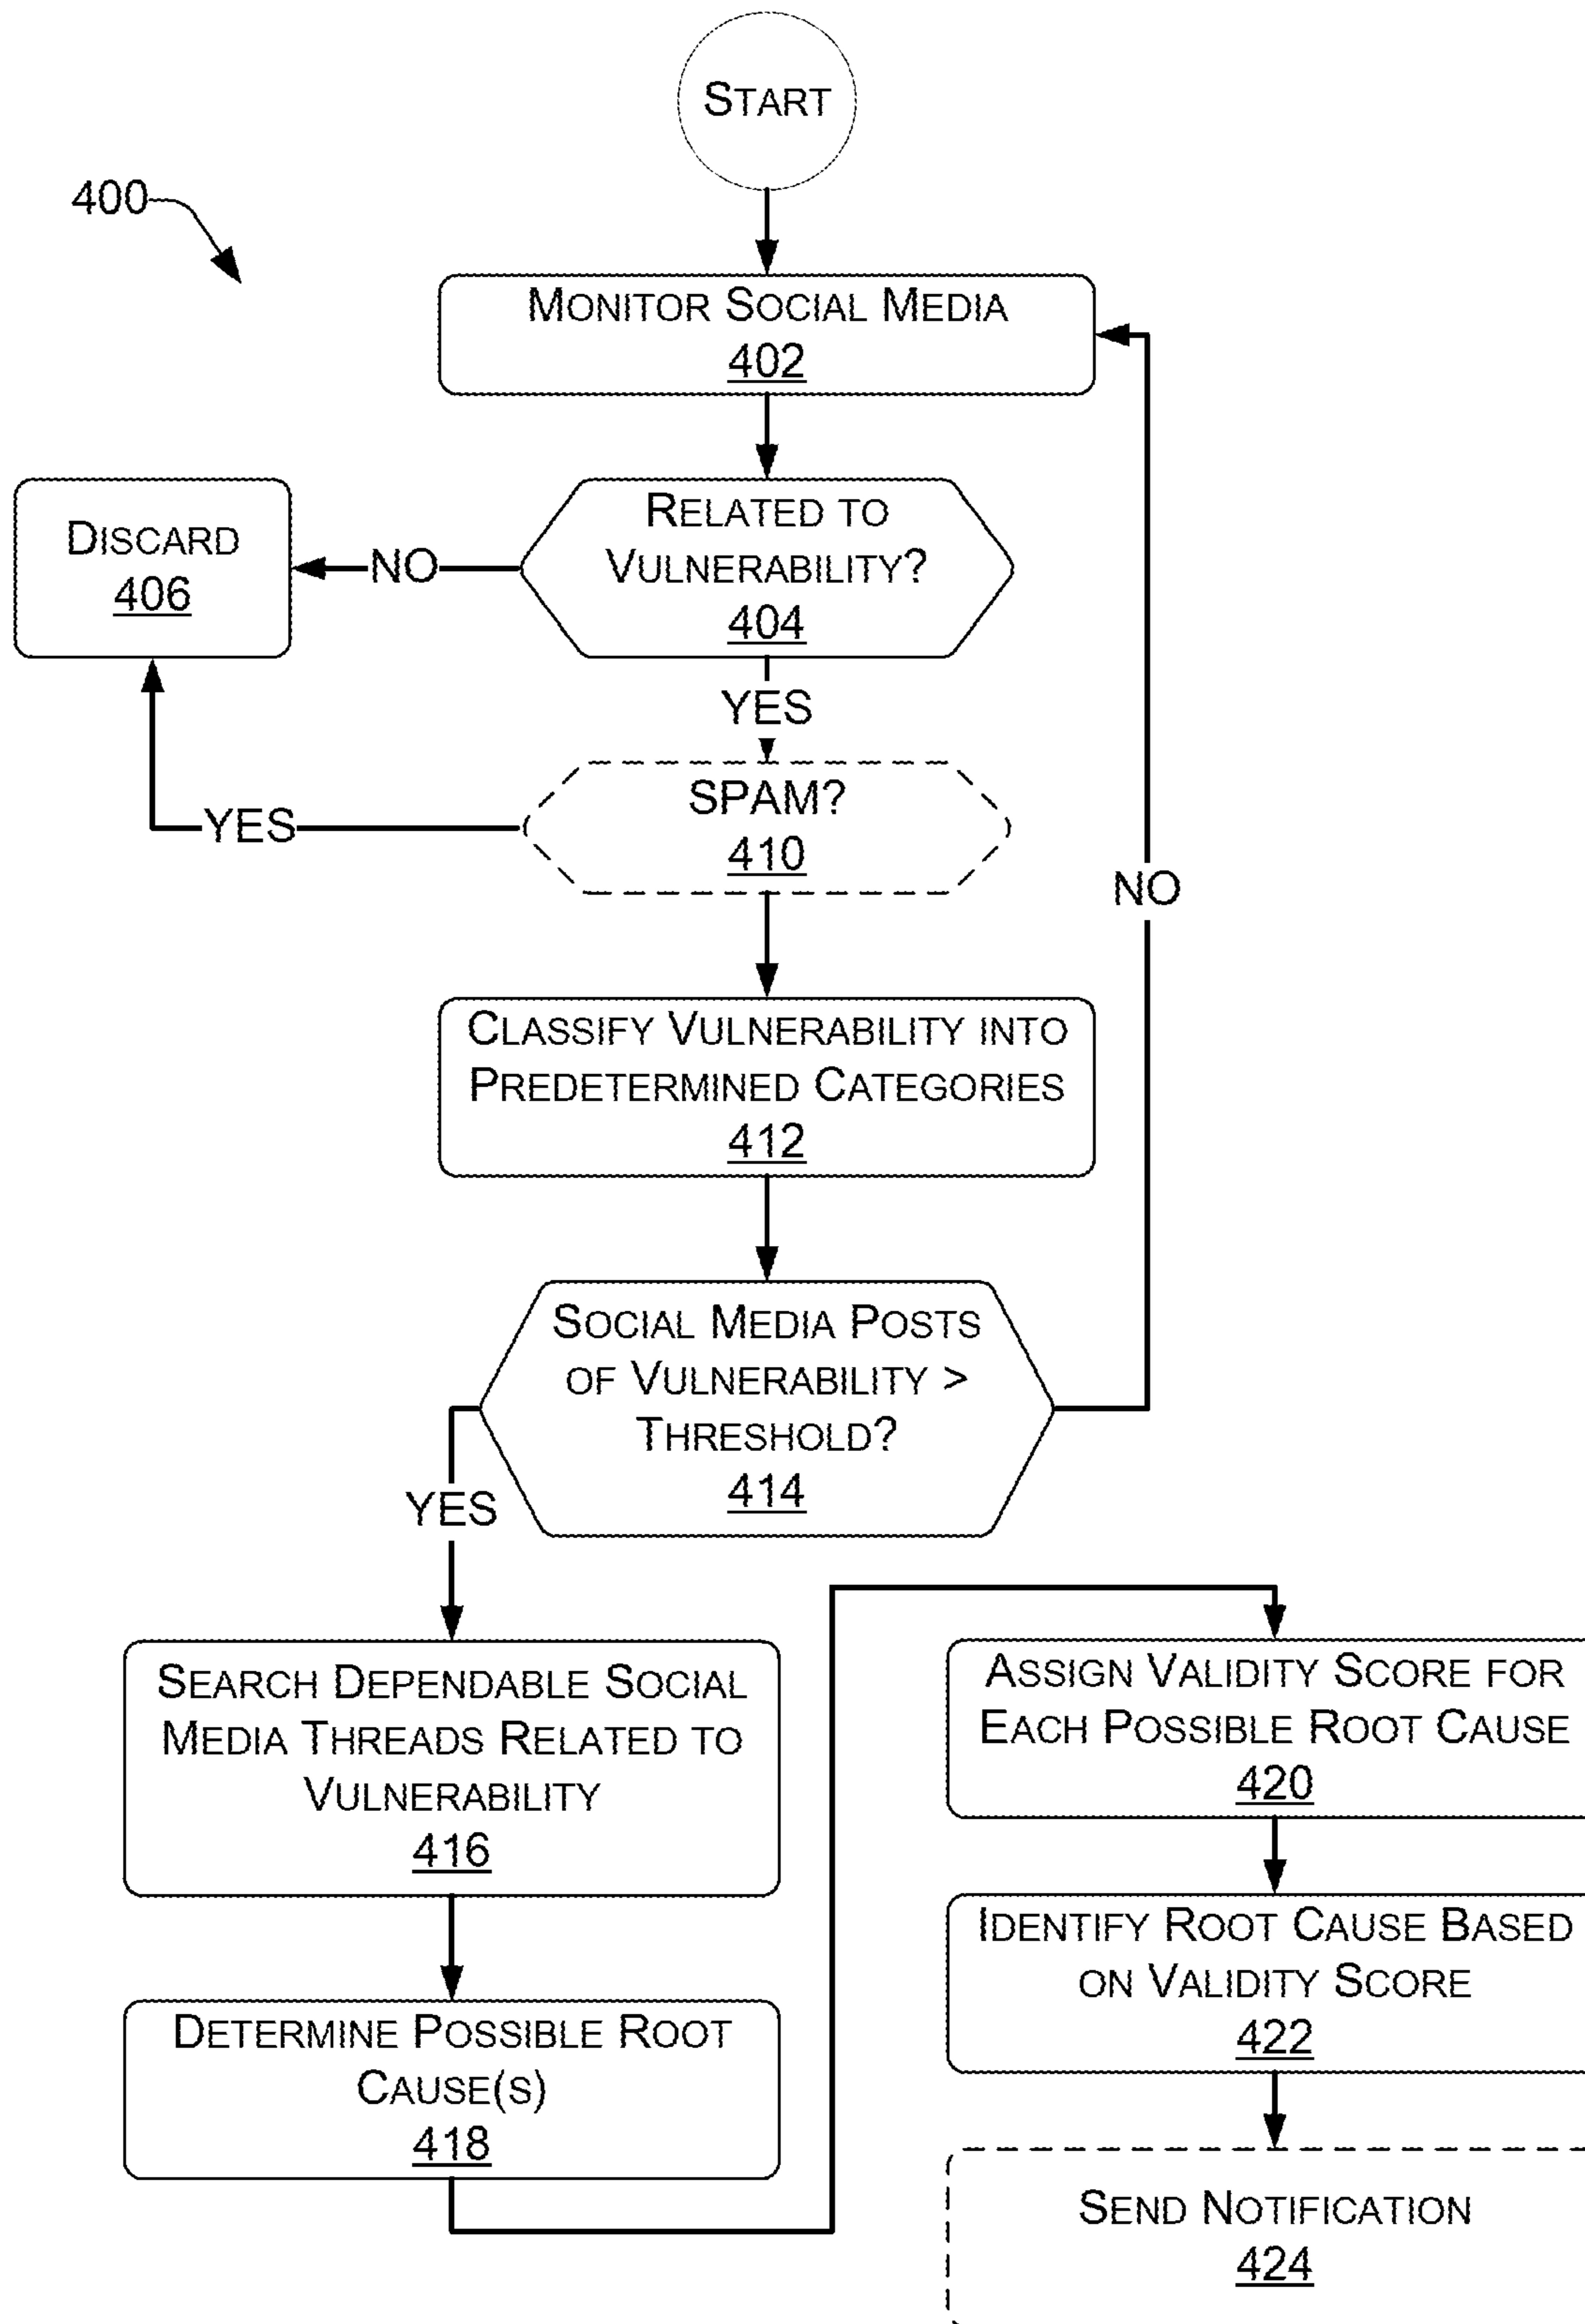 START
400
MONITOR SOCIAL MEDIA
402
RELATED TO
VULNERABILITY?
404
NO
DISCARD
406
YES
SPAM?
410
YES
NO
CLASSIFY VULNERABILITY INTO
PREDETERMINED CATEGORIES
412
SOCIAL MEDIA POSTS
OF VULNERABILITY >
THRESHOLD?
414
YES
SEARCH DEPENDABLE SOCIAL
MEDIA THREADS RELATED TO
VULNERABILITY
416
DETERMINE POSSIBLE ROOT
CAUSE(S)
418
ASSIGN VALIDITY SCORE FOR
EACH POSSIBLE ROOT CAUSE
420
IDENTIFY ROOT CAUSE BASED
ON VALIDITY SCORE
422
SEND NOTIFICATION
424